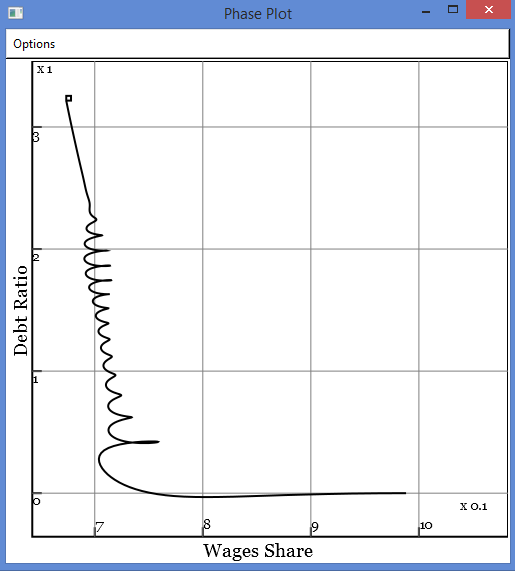 Phase Plot
Options
x 1
3
2
1
0
Debt Ratio
x 0.1
7
8
9
10
Wages Share